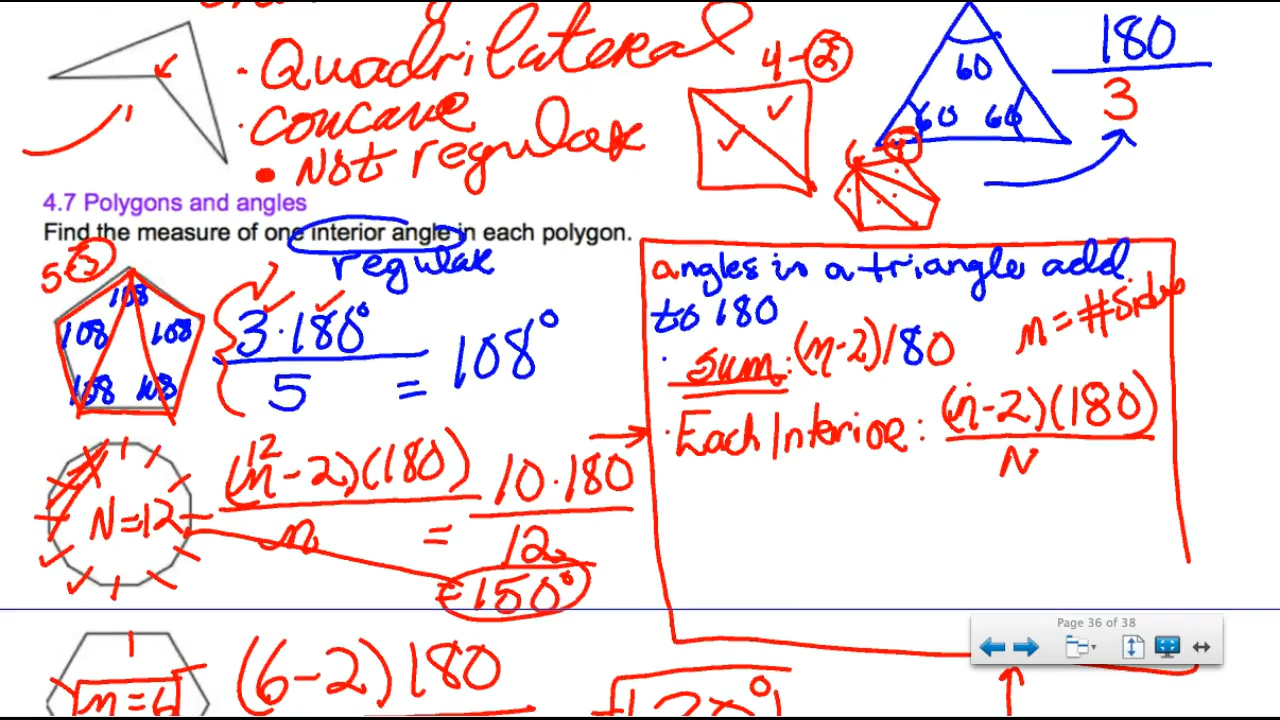 • Quadrilateral
• concave
• Not regular
4-②
180
3
60
60 60
6-④
4.7 Polygons and angles
Find the measure of one interior angle in each polygon.
regular
5-③
108
108 108
108 108
3·180°
5
= 108°
angles in a triangle add
to 180
n = #Sides
• sum: (n-2)180
• Each Interior: (n-2)(180)
N
N=12
12
(n-2)(180)
n
= 10·180
12
=150°
Page 36 of 38
n=6
(6-2)180
120°